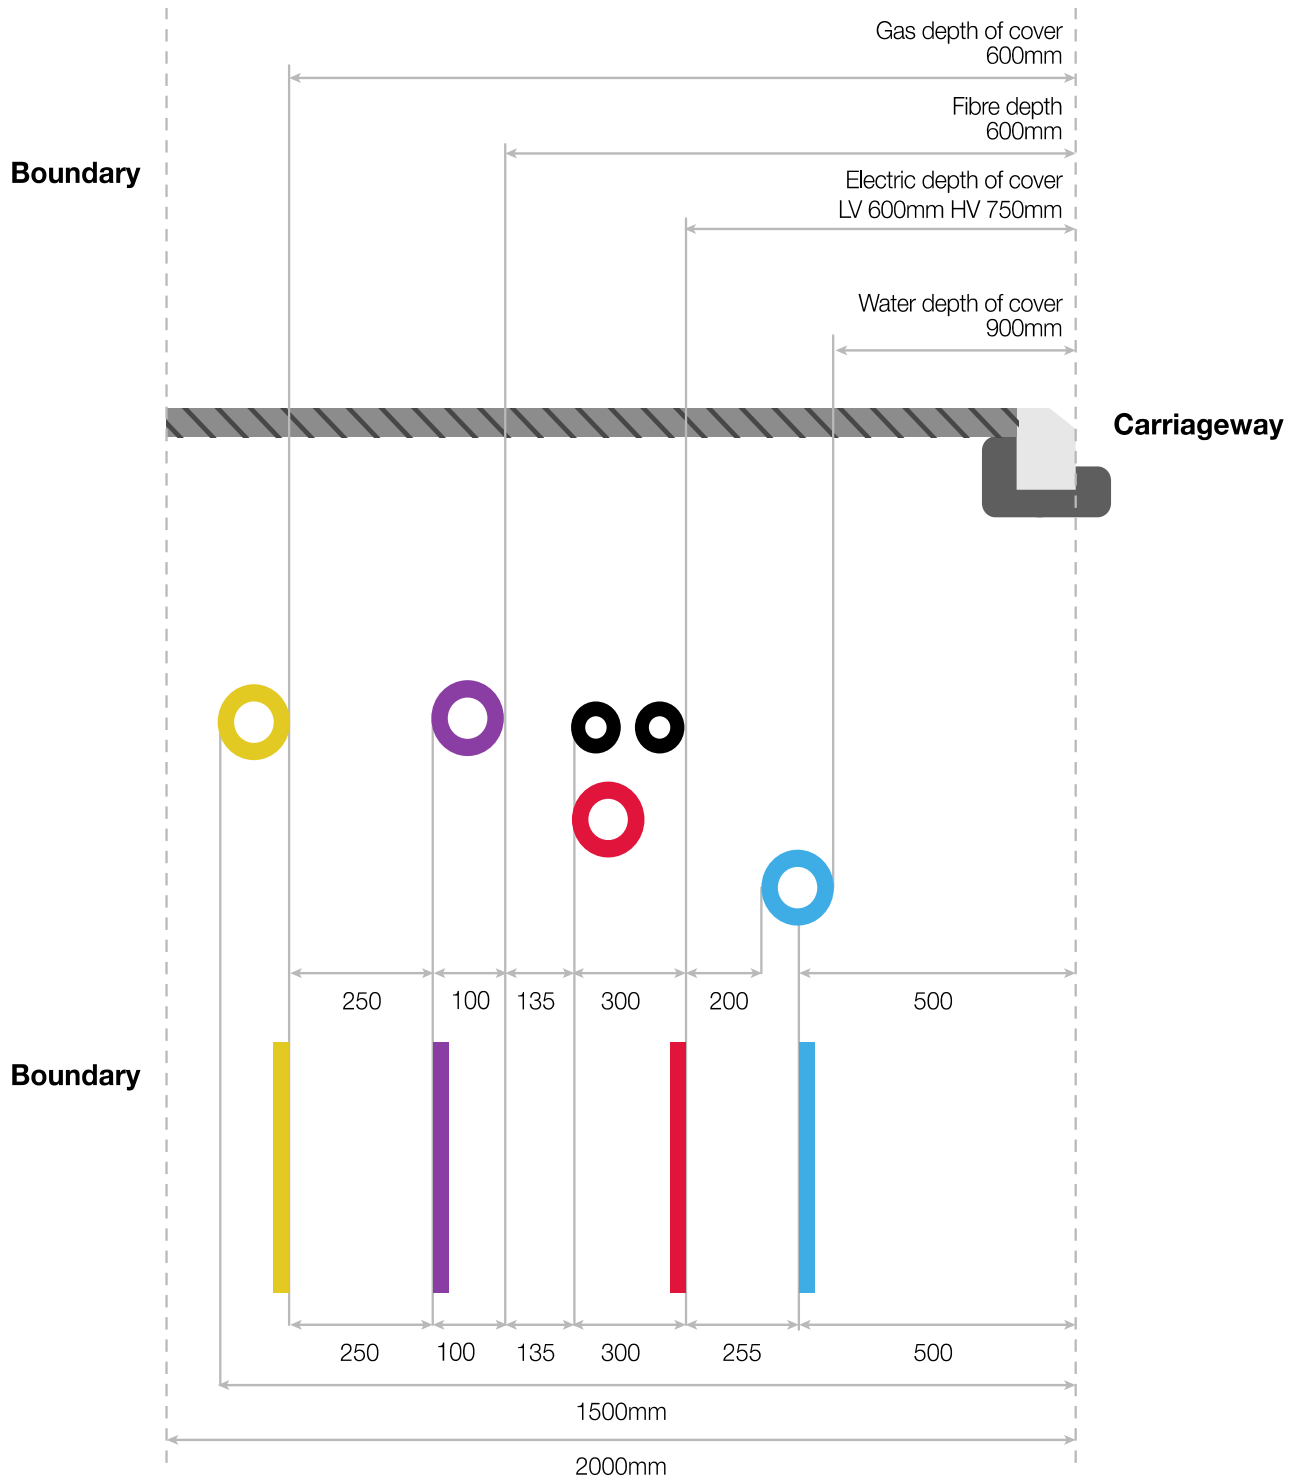 Gas depth of cover
600mm
Fibre depth
600mm
Boundary
Electric depth of cover
LV 600mm HV 750mm
Water depth of cover
900mm
Carriageway
250 100 135 300 200 500
Boundary
250 100 135 300 255 500
1500mm
2000mm